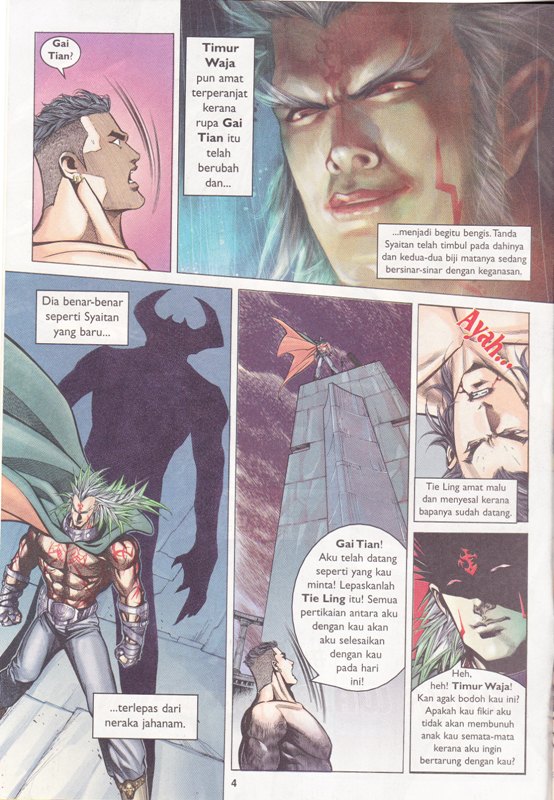 Gai
Tian?
Timur
Waja
pun amat
terperanjat
kerana
rupa Gai
Tian itu
telah
berubah
dan...
...menjadi begitu bengis. Tanda
Syaitan telah timbul pada dahinya
dan kedua-dua biji matanya sedang
bersinar-sinar dengan keganasan.
Dia benar-benar
seperti Syaitan
yang baru...
...terlepas dari
neraka jahanam.
Gai Tian!
Aku telah datang
seperti yang kau
minta! Lepaskanlah
Tie Ling itu! Semua
pertikaian antara aku
dengan kau akan
aku selesaikan
dengan kau
pada hari
ini!
Ayah...
Tie Ling amat malu
dan menyesal kerana
bapanya sudah datang.
Heh,
heh! Timur Waja!
Kan agak bodoh kau ini?
Apakah kau fikir aku
tidak akan membunuh
anak kau semata-mata
kerana aku ingin
bertarung dengan kau?
4